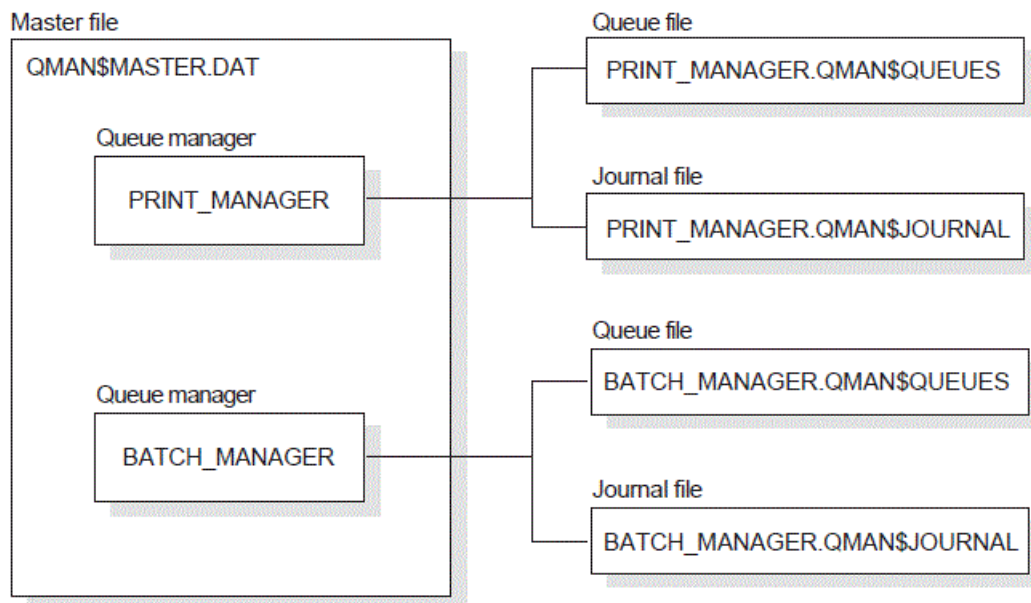 Master file
QMAN$MASTER.DAT
Queue manager
PRINT_MANAGER
Queue file
PRINT_MANAGER.QMAN$QUEUES
Journal file
PRINT_MANAGER.QMAN$JOURNAL
Queue manager
BATCH_MANAGER
Queue file
BATCH_MANAGER.QMAN$QUEUES
Journal file
BATCH_MANAGER.QMAN$JOURNAL